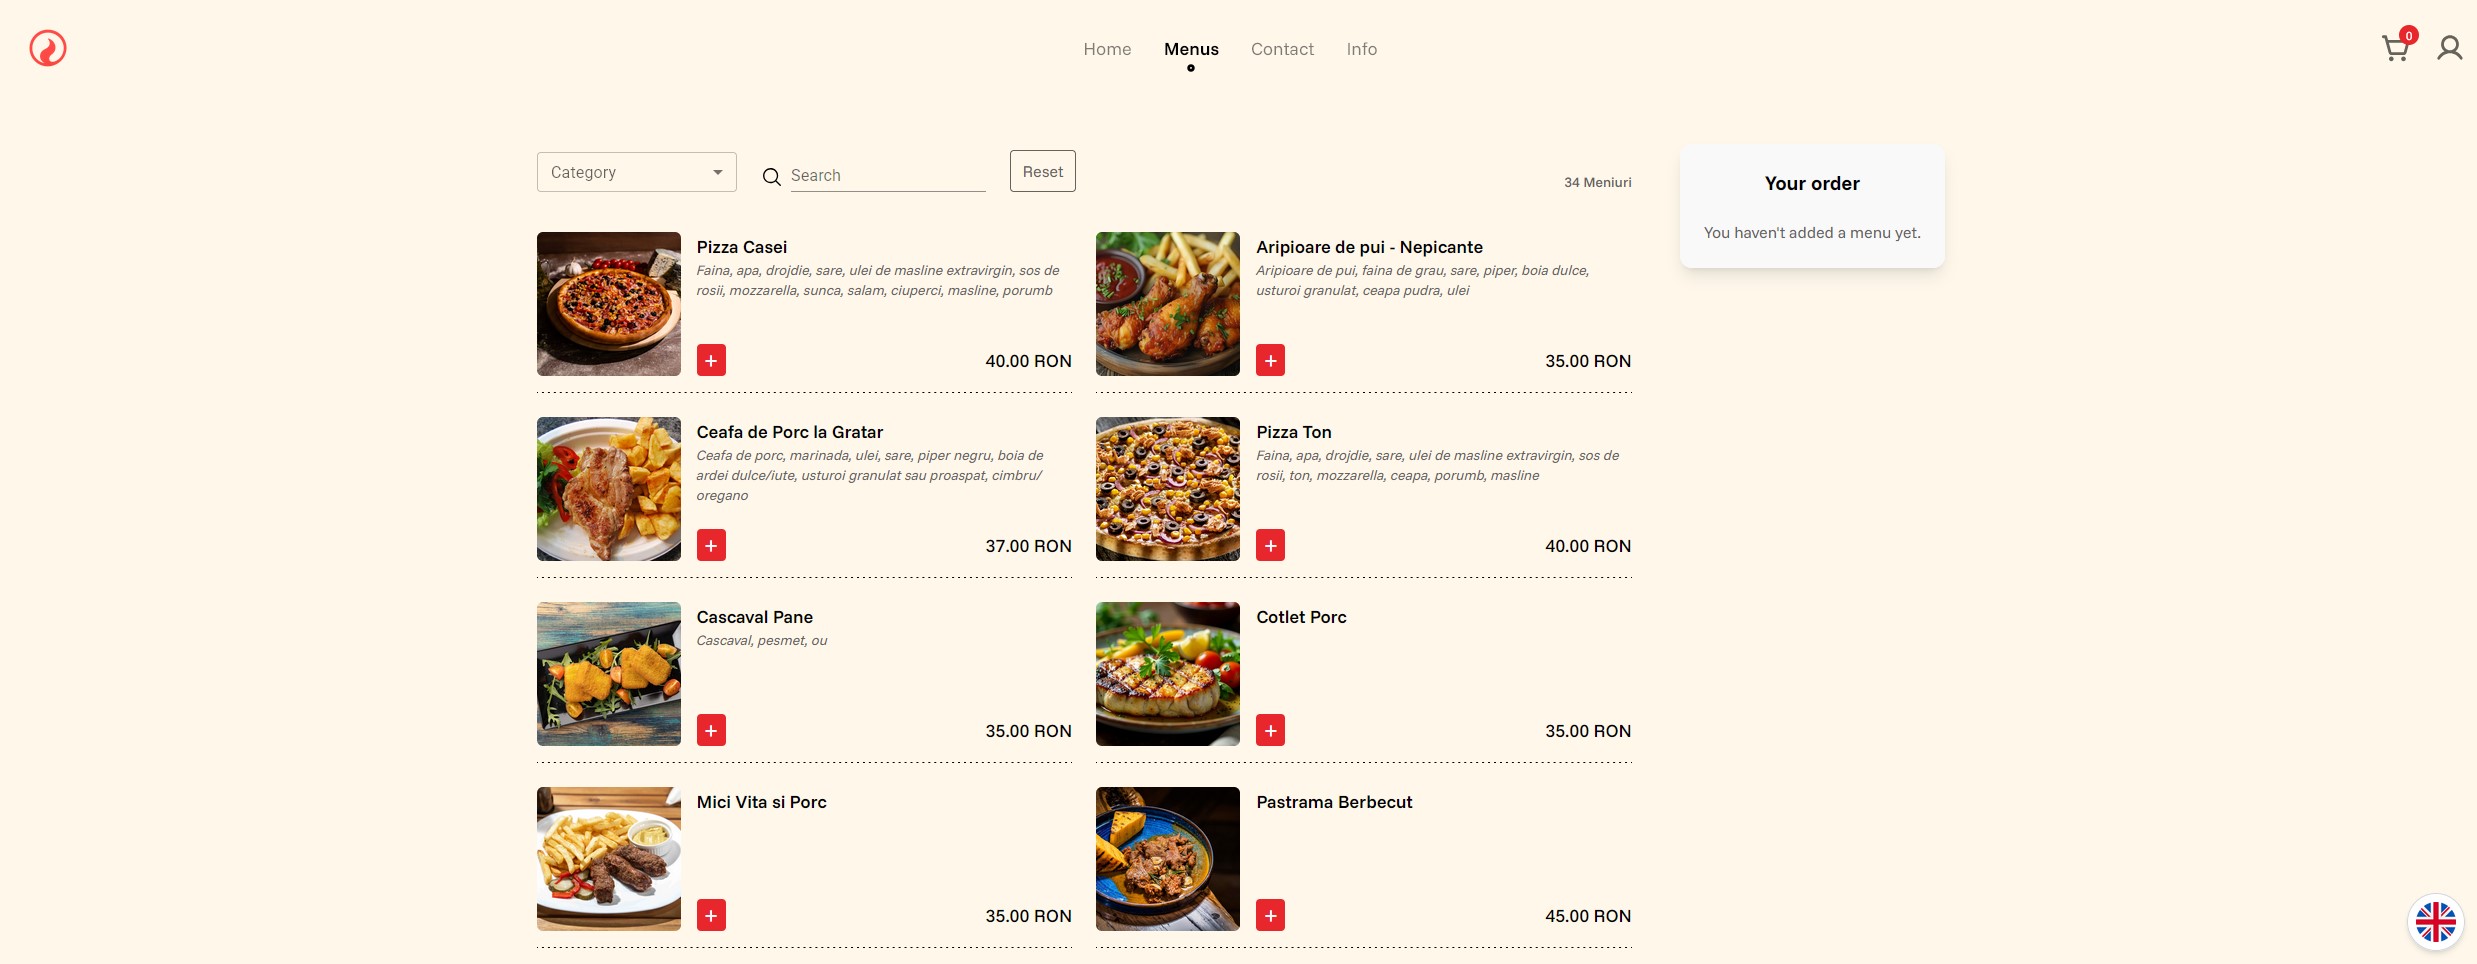 Home
Menus
Contact
Info
0
Category
Search
Reset
34 Meniuri
Your order
You haven't added a menu yet.
Pizza Casei
Faina, apa, drojdie, sare, ulei de masline extravirgin, sos de
rosii, mozzarella, sunca, salam, ciuperci, masline, porumb
+
40.00 RON
Aripioare de pui - Nepicante
Aripioare de pui, faina de grau, sare, piper, boia dulce,
usturoi granulat, ceapa pudra, ulei
+
35.00 RON
Ceafa de Porc la Gratar
Ceafa de porc, marinada, ulei, sare, piper negru, boia de
ardei dulce/iute, usturoi granulat sau proaspat, cimbru/
oregano
+
37.00 RON
Pizza Ton
Faina, apa, drojdie, sare, ulei de masline extravirgin, sos de
rosii, ton, mozzarella, ceapa, porumb, masline
+
40.00 RON
Cascaval Pane
Cascaval, pesmet, ou
+
35.00 RON
Cotlet Porc
+
35.00 RON
Mici Vita si Porc
+
35.00 RON
Pastrama Berbecut
+
45.00 RON